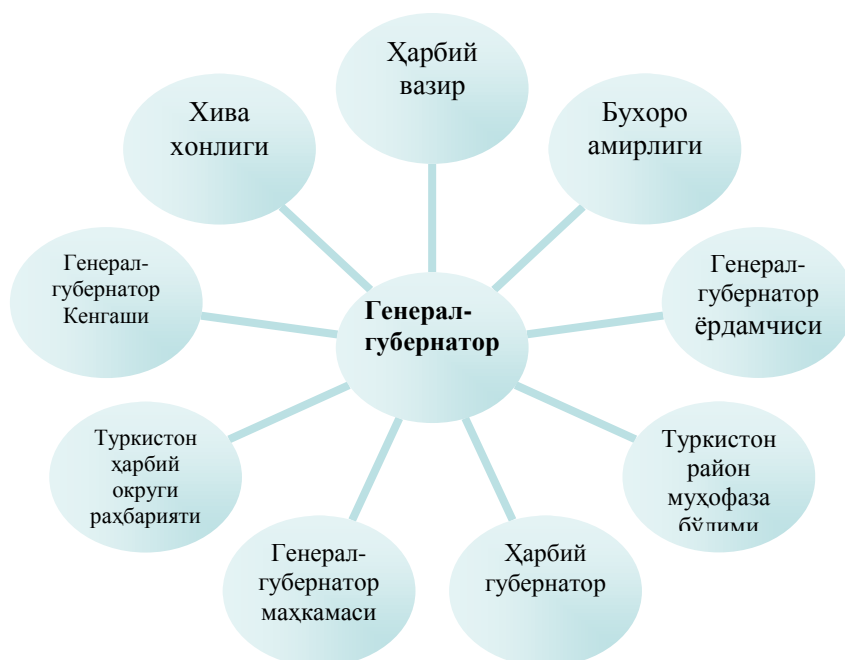 Ҳарбий
вазир
Хива
хонлиги
Бухоро
амирлиги
Генерал-
губернатор
Кенгаши
Генерал-
губернатор
Генерал-
губернатор
ёрдамчиси
Туркистон
ҳарбий
округи
раҳбарияти
Туркистон
район
муҳофаза
бўлими
Генерал-
губернатор
маҳкамаси
Ҳарбий
губернатор